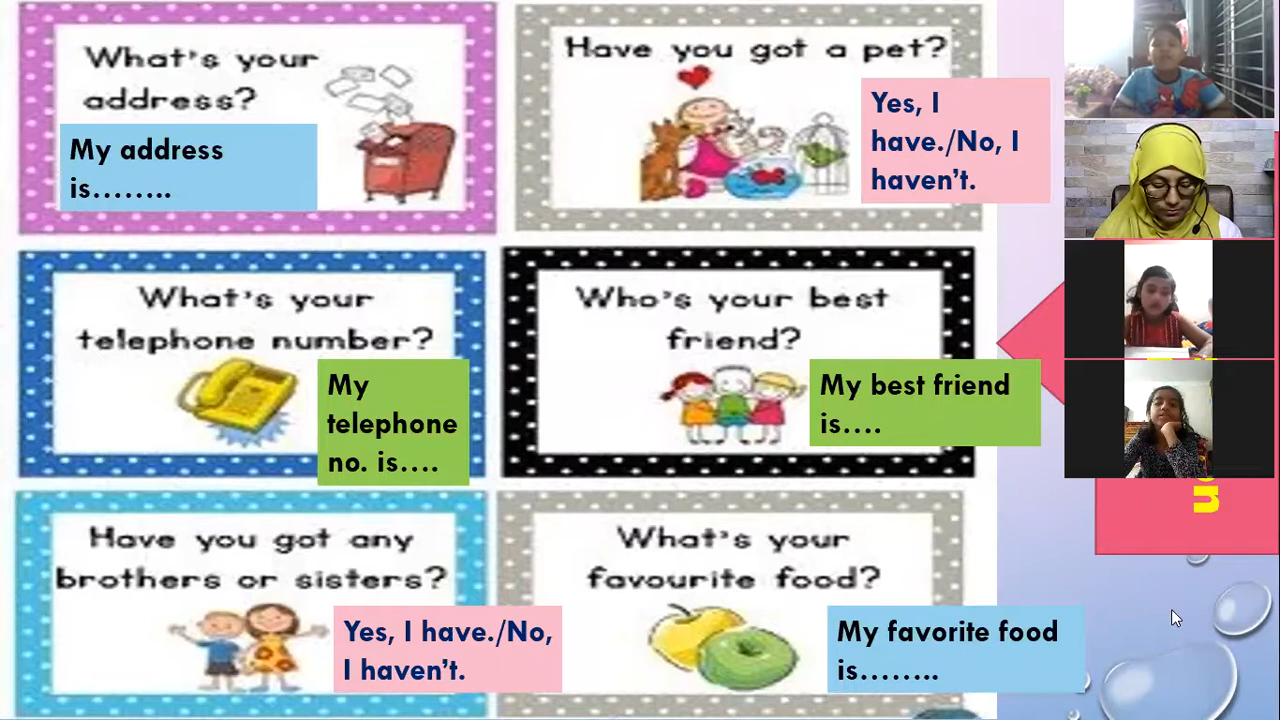 What's your
address?
My address
is……..
Have you got a pet?
Yes, I
have./No, I
haven't.
What's your
telephone number?
My
telephone
no. is….
Who's your best
friend?
My best friend
is….
Have you got any
brothers or sisters?
Yes, I have./No,
I haven't.
What's your
favourite food?
My favorite food
is……..